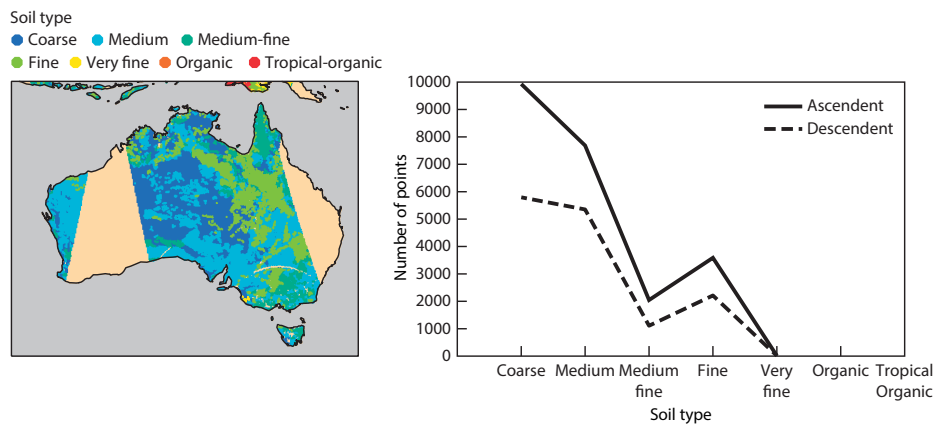 Soil type
Coarse Medium Medium-fine
Fine Very fine Organic Tropical-organic
10000
9000
8000
7000
6000
5000
4000
3000
2000
1000
0
Number of points
Ascendent
Descendent
Coarse Medium Medium Fine Very Organic Tropical
fine fine Organic
Soil type